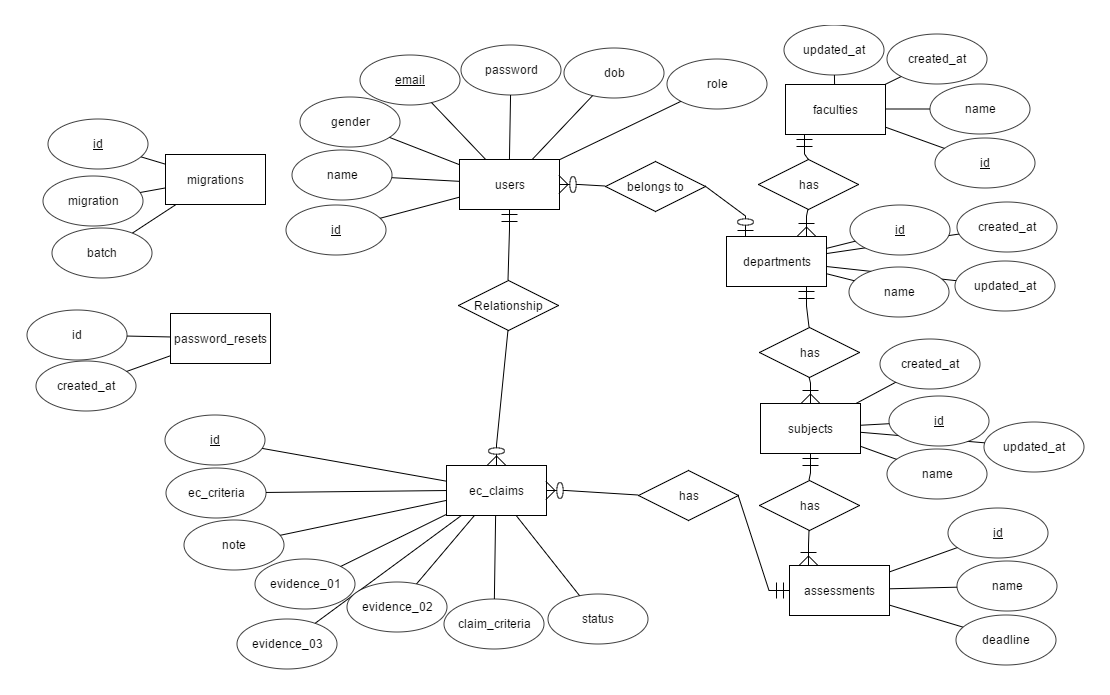 updated_at
created_at
faculties
name
id
has
email
password
dob
role
gender
name
id
users
belongs to
id
migration
batch
migrations
id
created_at
updated_at
name
departments
Relationship
id
created_at
password_resets
has
created_at
id
updated_at
name
subjects
id
ec_criteria
note
evidence_01
evidence_02
evidence_03
claim_criteria
status
ec_claims
has
has
id
name
deadline
assessments